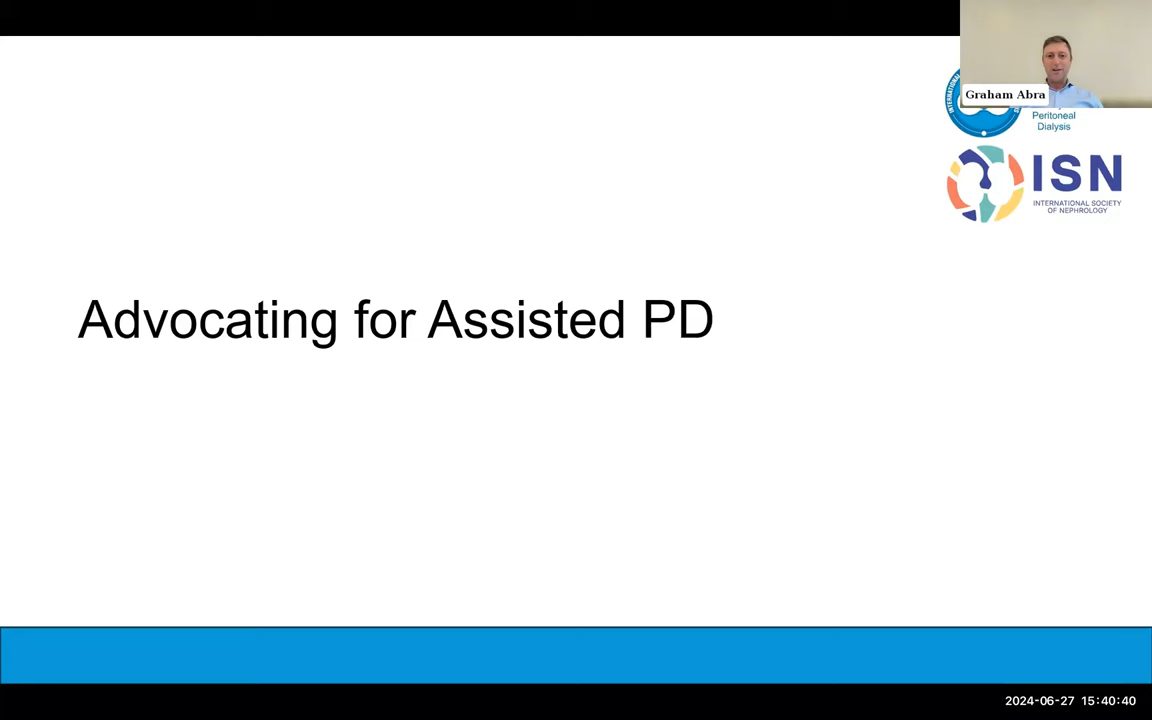 Graham Abra
INTERNATIONAL
Peritoneal
Dialysis
ISN
INTERNATIONAL SOCIETY
OF NEPHROLOGY
Advocating for Assisted PD
2024-06-27 15:40:40